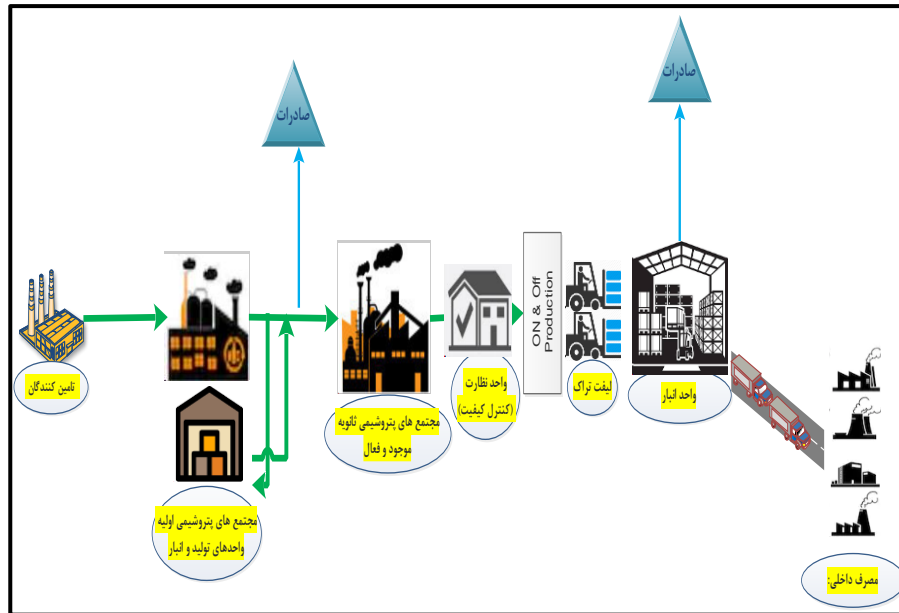 صادرات
صادرات
تامین کنندگان
مجتمع های پتروشیمی اولیه
واحدهای تولید و انبار
مجتمع های پتروشیمی ثانویه
موجود و فعال
واحد نظارت
(کنترل کیفیت)
ON & Off
Production
لیفت تراک
واحد انبار
مصرف داخلی: